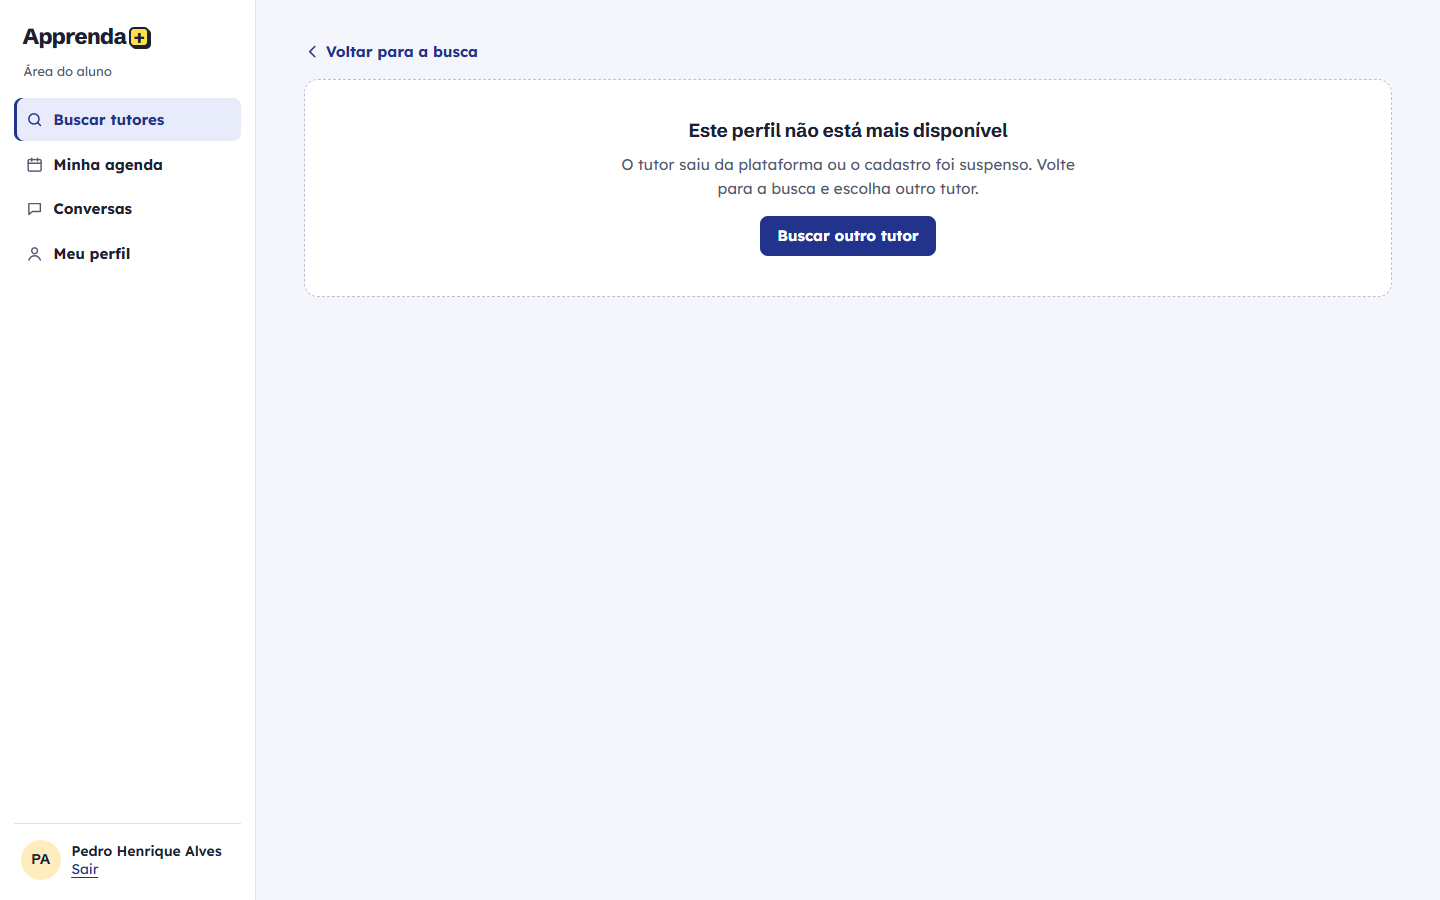 Apprenda+
Área do aluno
Buscar tutores
Minha agenda
Conversas
Meu perfil
PA
Pedro Henrique Alves
Sair
Voltar para a busca
Este perfil não está mais disponível
O tutor saiu da plataforma ou o cadastro foi suspenso. Volte
para a busca e escolha outro tutor.
Buscar outro tutor